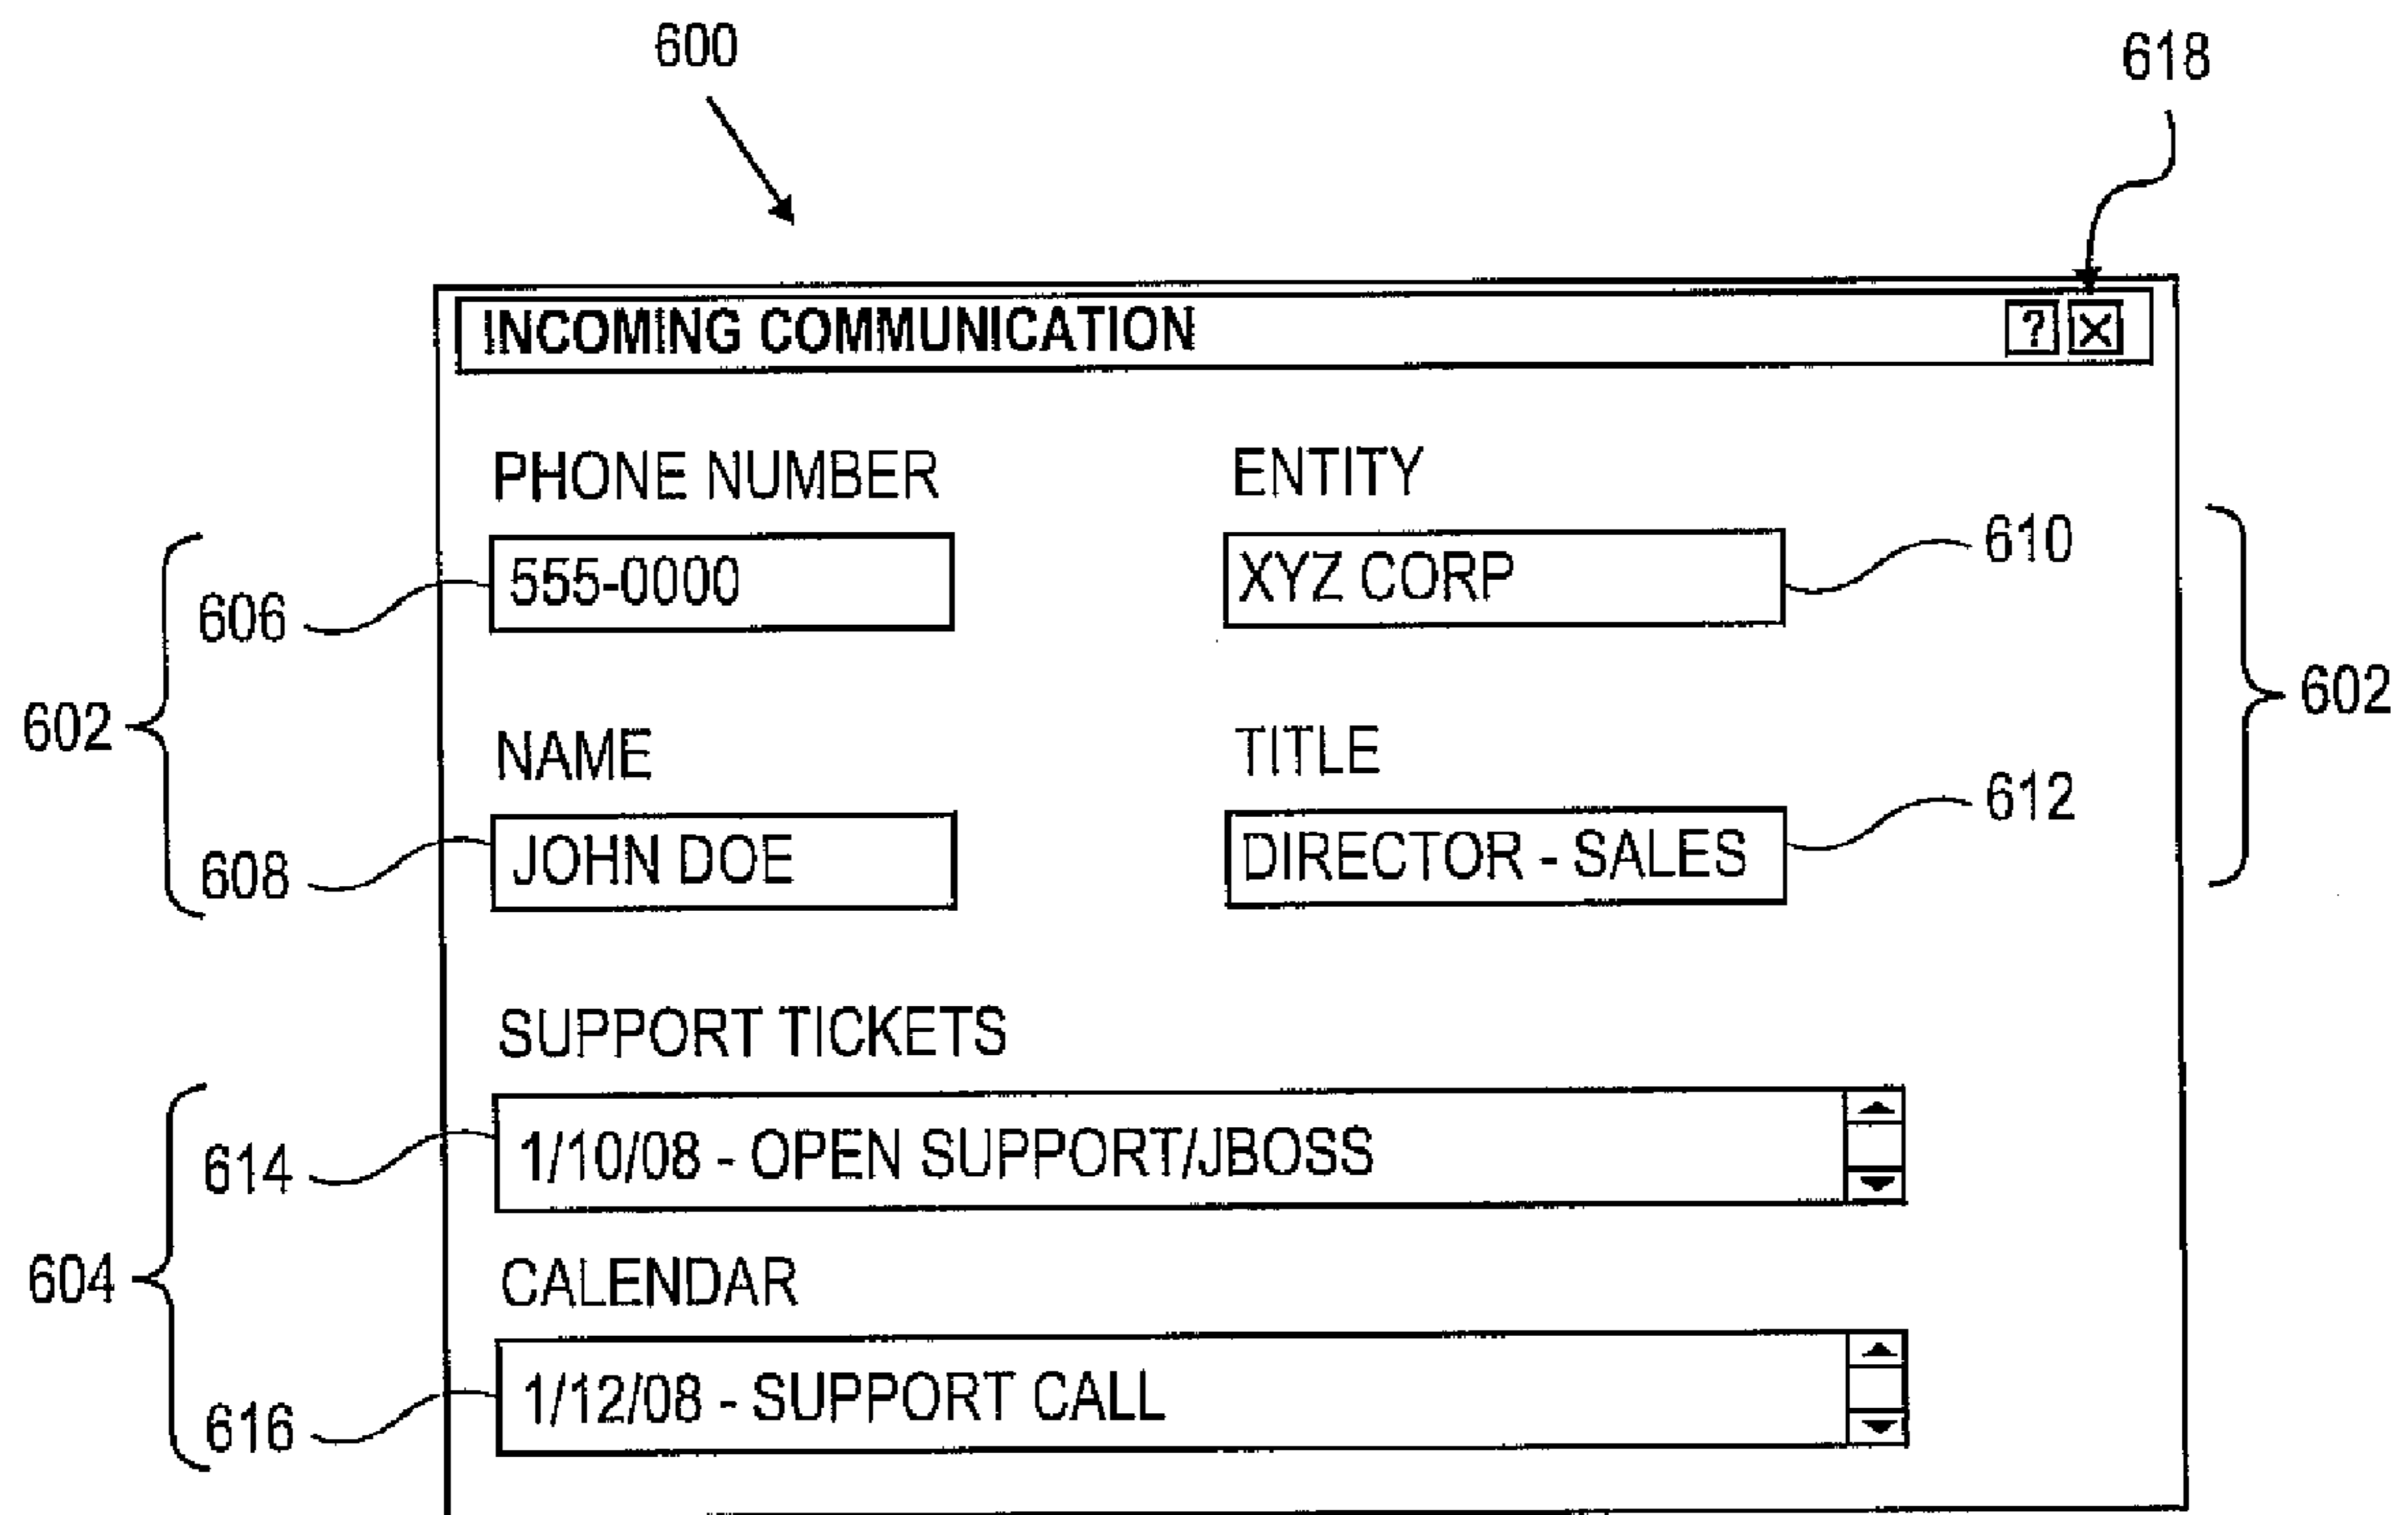 600
618
INCOMING COMMUNICATION ? X
PHONE NUMBER ENTITY
555-0000 XYZ CORP 610
606
602 602
NAME TITLE
JOHN DOE DIRECTOR - SALES 612
608
SUPPORT TICKETS
1/10/08 - OPEN SUPPORT/JBOSS
614
604
CALENDAR
1/12/08 - SUPPORT CALL
616